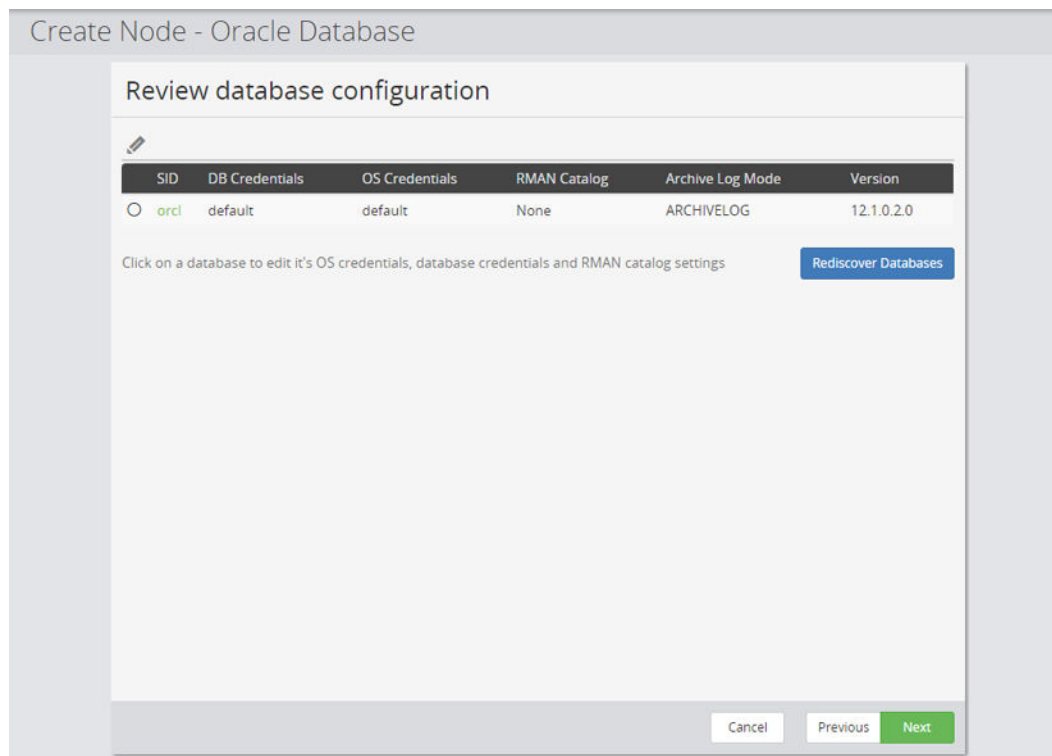 Create Node - Oracle Database
Review database configuration
SID DB Credentials OS Credentials RMAN Catalog Archive Log Mode Version
orcl default default None ARCHIVELOG 12.1.0.2.0
Click on a database to edit it's OS credentials, database credentials and RMAN catalog settings Rediscover Databases
Cancel Previous Next